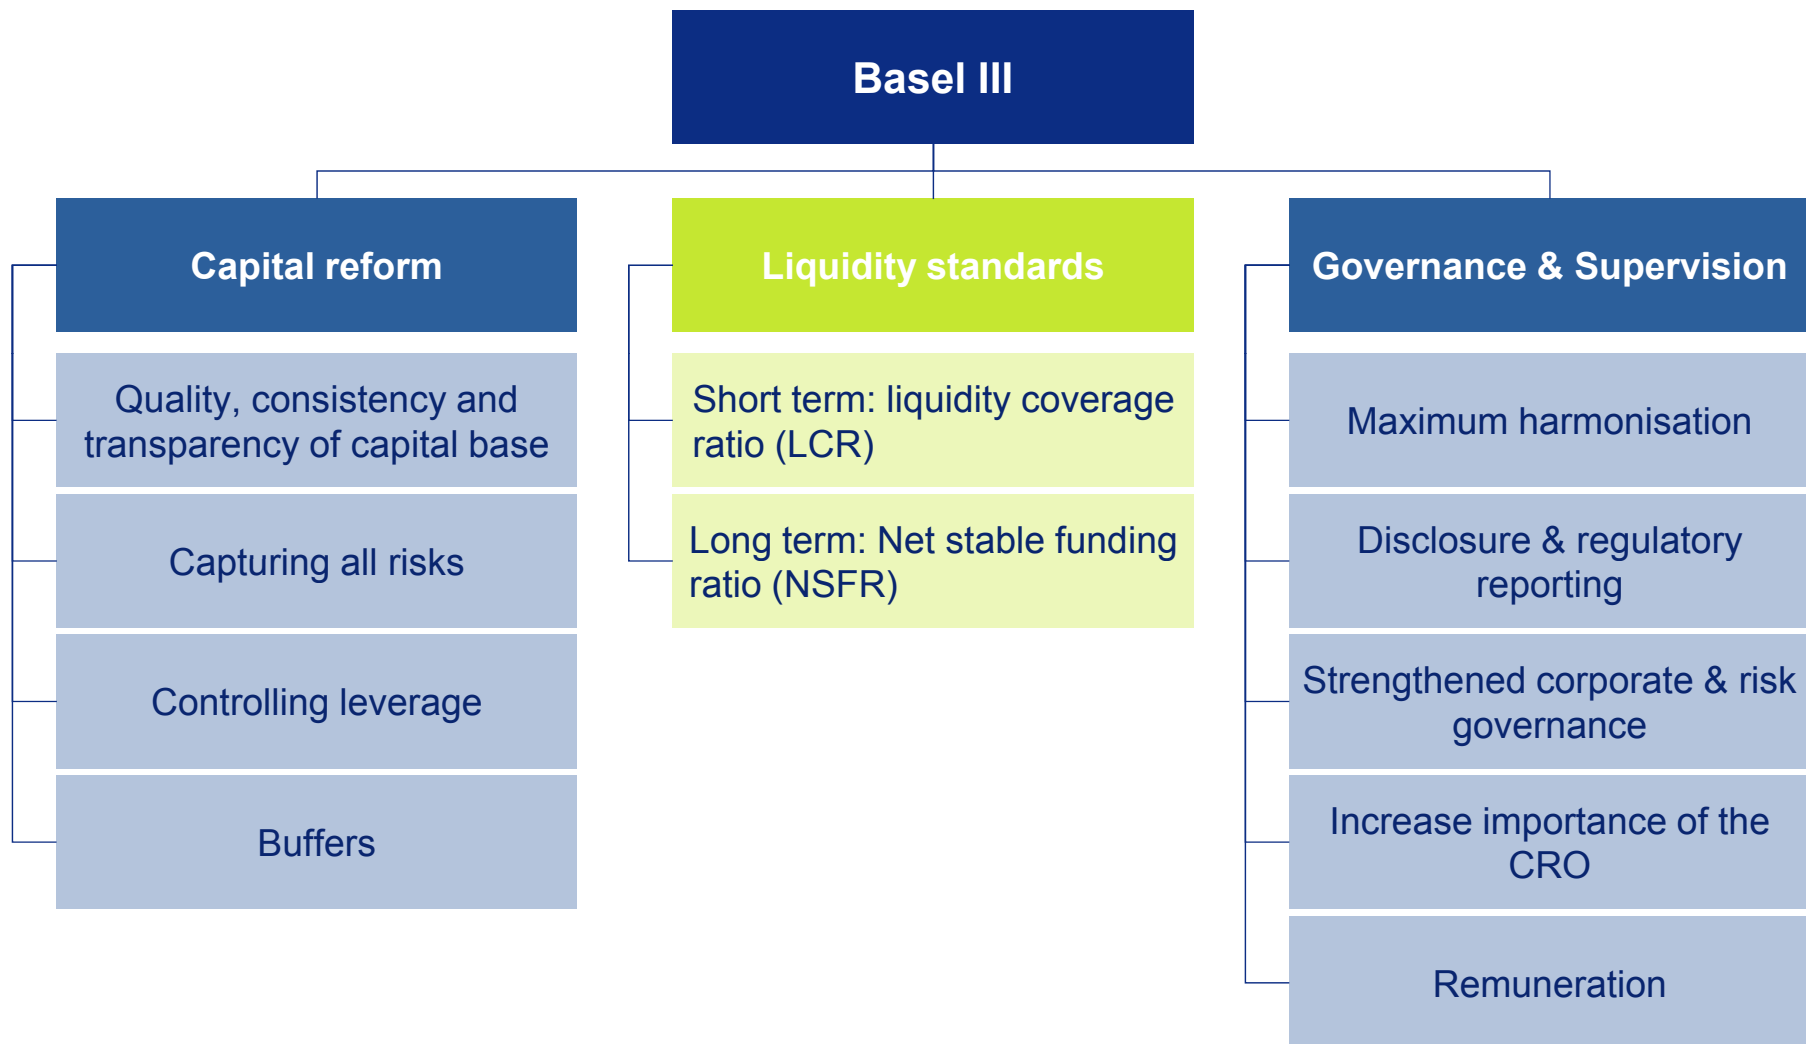 Basel III
Capital reform
Quality, consistency and
transparency of capital base
Capturing all risks
Controlling leverage
Buffers
Liquidity standards
Short term: liquidity coverage
ratio (LCR)
Long term: Net stable funding
ratio (NSFR)
Governance & Supervision
Maximum harmonisation
Disclosure & regulatory
reporting
Strengthened corporate & risk
governance
Increase importance of the
CRO
Remuneration